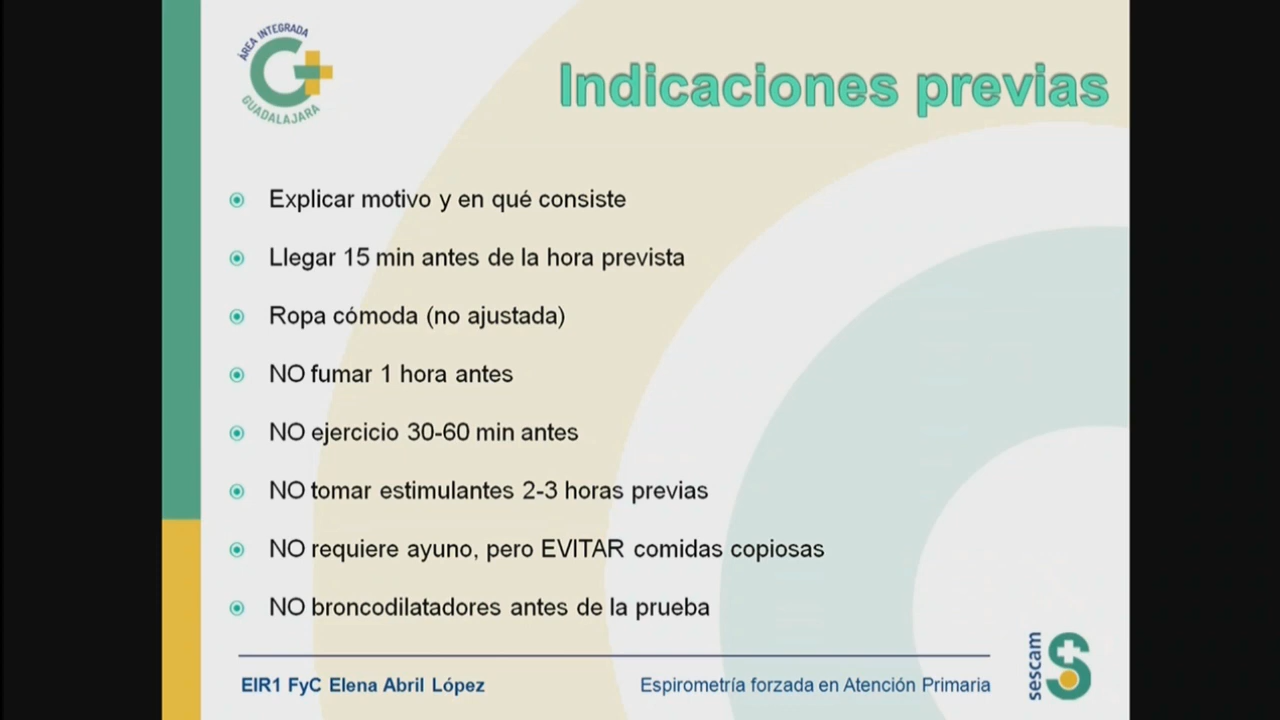 ÁREA INTEGRADA
GUADALAJARA
Indicaciones previas
Explicar motivo y en qué consiste
Llegar 15 min antes de la hora prevista
Ropa cómoda (no ajustada)
NO fumar 1 hora antes
NO ejercicio 30-60 min antes
NO tomar estimulantes 2-3 horas previas
NO requiere ayuno, pero EVITAR comidas copiosas
NO broncodilatadores antes de la prueba
EIR1 FyC Elena Abril López
Espirometría forzada en Atención Primaria
sescam